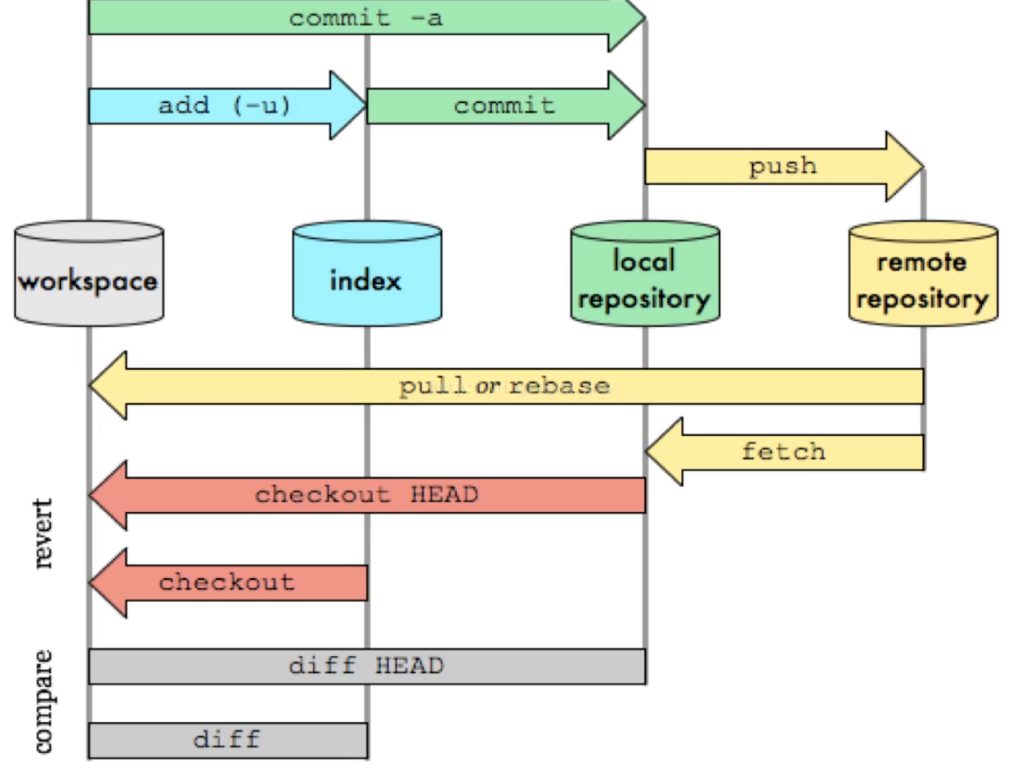 commit -a
add (-u)
commit
push
workspace
index
local
repository
remote
repository
pull or rebase
fetch
revert
checkout HEAD
checkout
compare
diff HEAD
diff